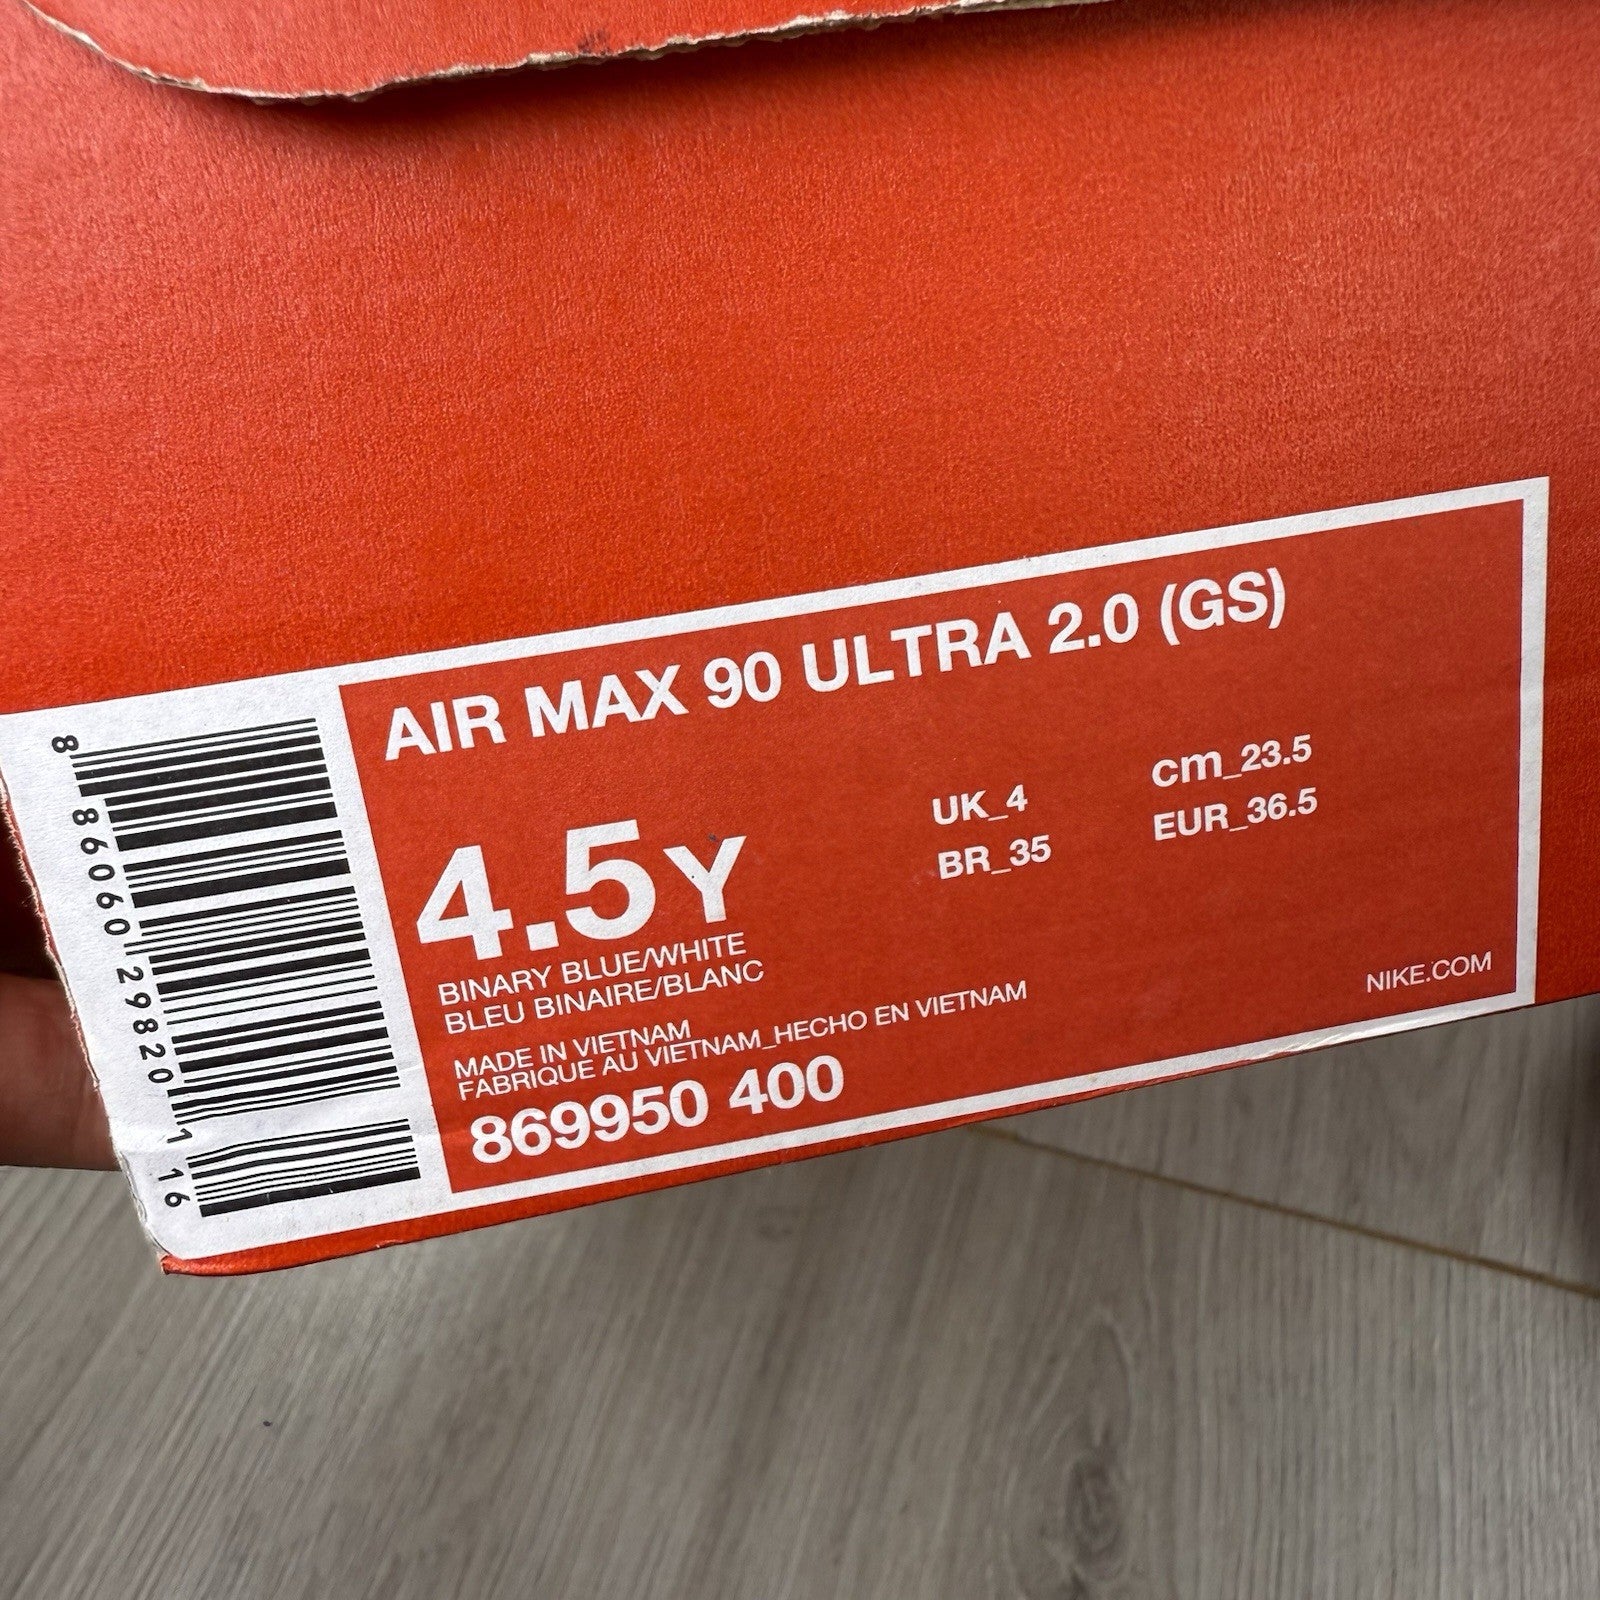 AIR MAX 90 ULTRA 2.0 (GS)
4.5Y
UK_4
cm_23.5
BR_35
EUR_36.5
BINARY BLUE/WHITE
BLEU BINAIRE/BLANC
MADE IN VIETNAM
FABRIQUE AU VIETNAM_HECHO EN VIETNAM
869950 400
NIKE.COM
8 86060 29820 1 16